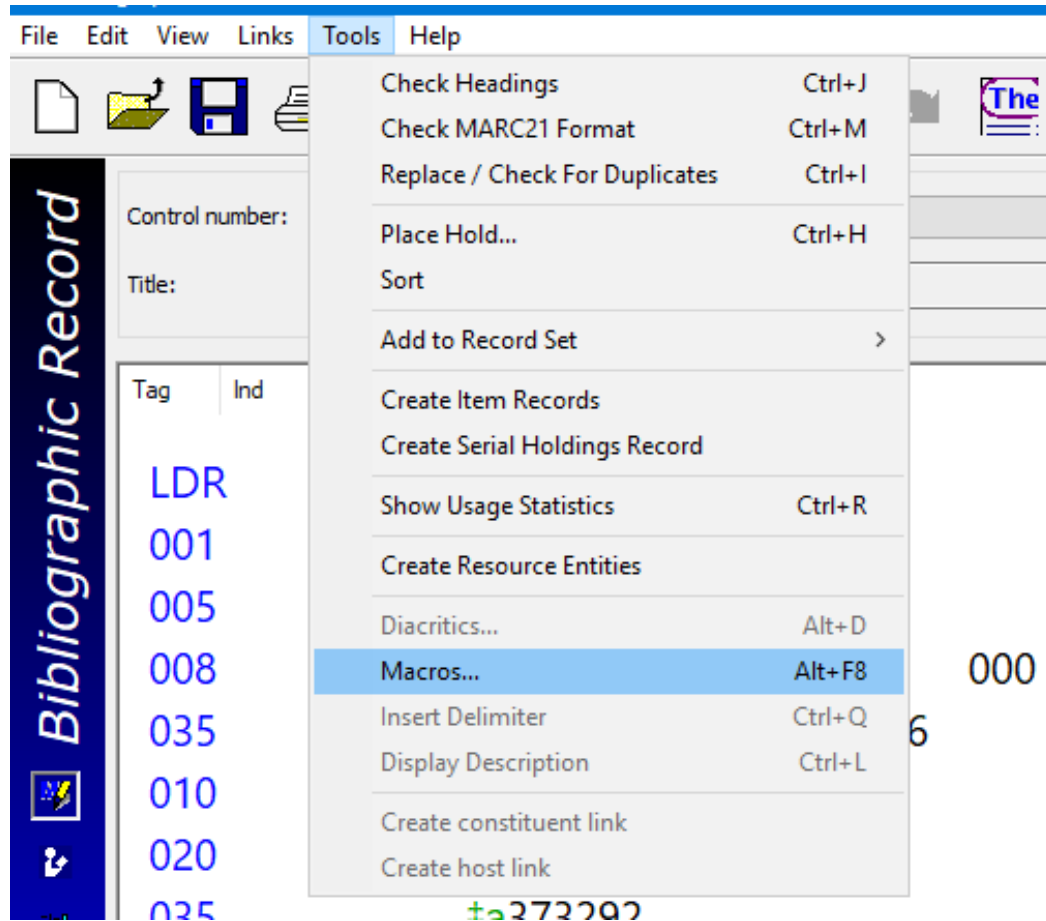 File Edit View Links Tools Help
The
Bibliographic Record
Control number:
Title:
Tag Ind
LDR
001
005
008 000
035 6
010
020
035 ‡a373292
Check Headings Ctrl+J
Check MARC21 Format Ctrl+M
Replace / Check For Duplicates Ctrl+I
Place Hold... Ctrl+H
Sort
Add to Record Set >
Create Item Records
Create Serial Holdings Record
Show Usage Statistics Ctrl+R
Create Resource Entities
Diacritics... Alt+D
Macros... Alt+F8
Insert Delimiter Ctrl+Q
Display Description Ctrl+L
Create constituent link
Create host link